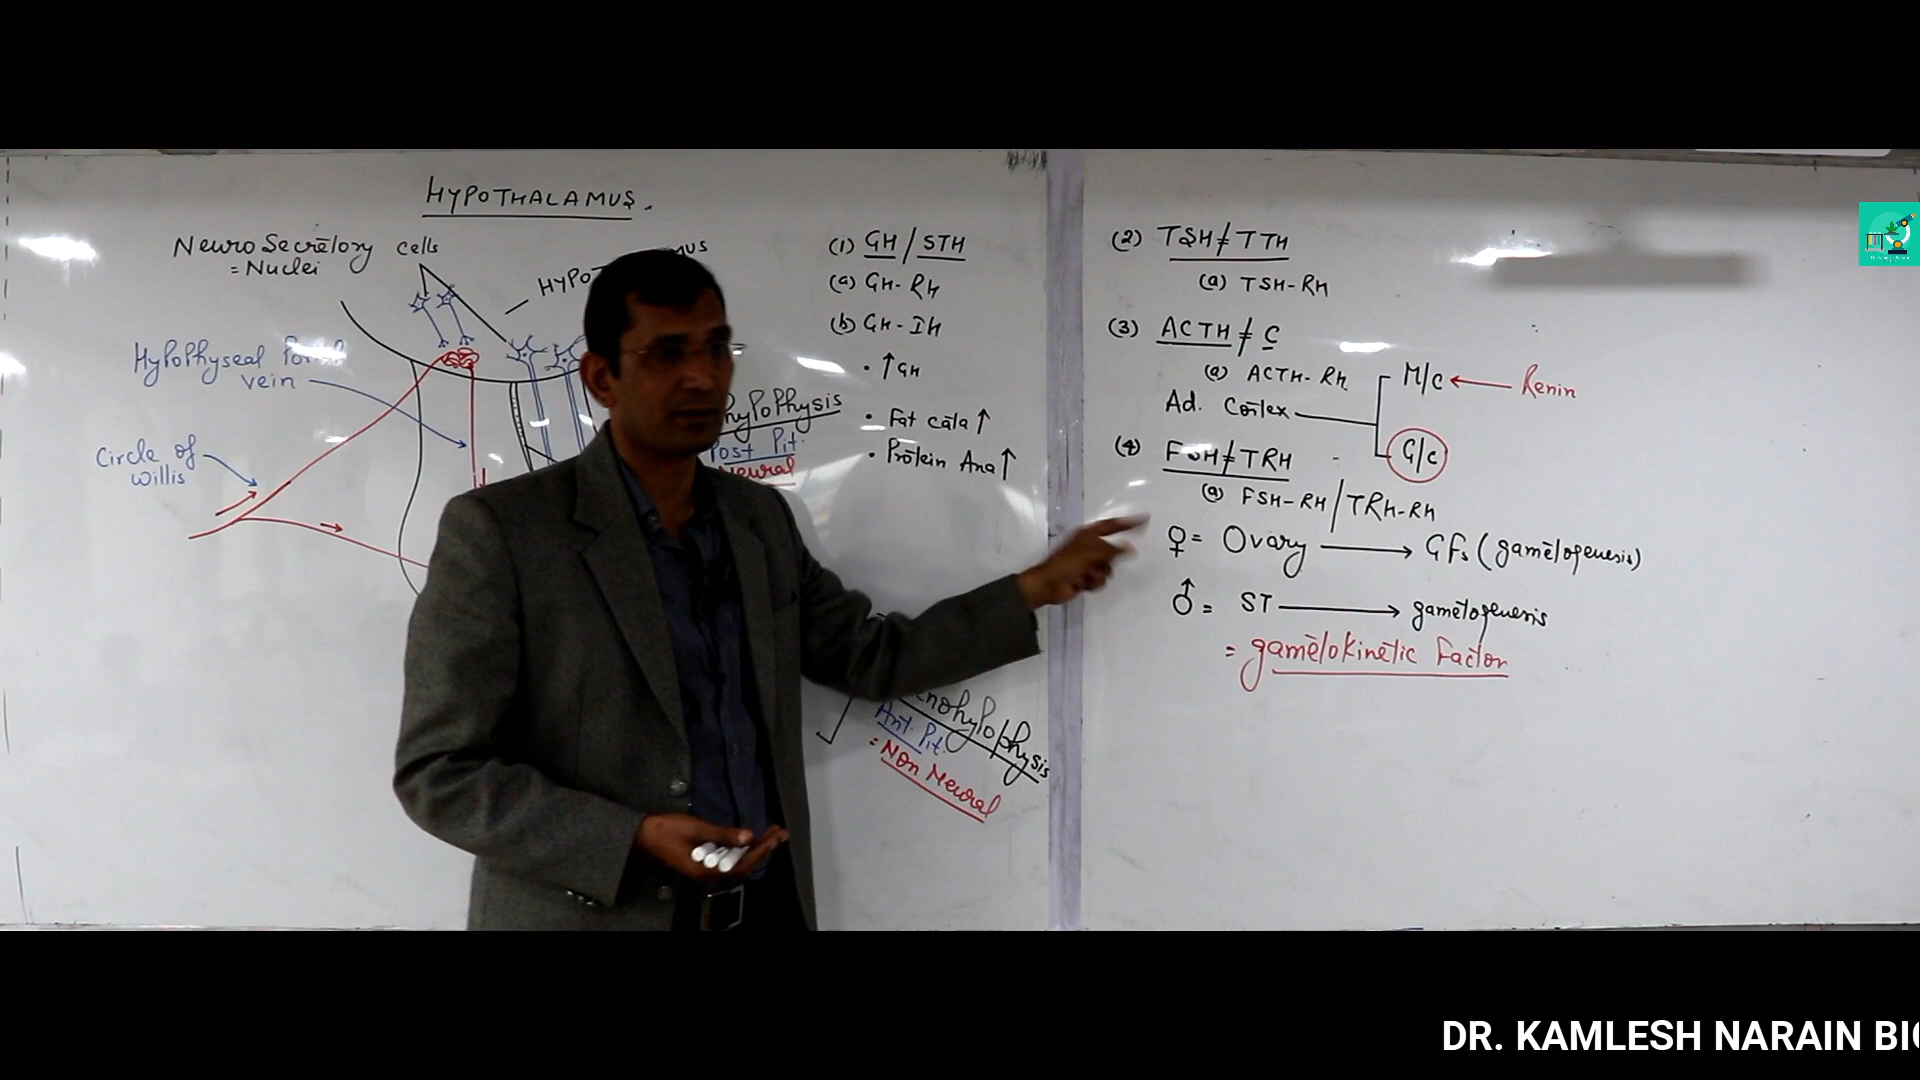 HYPOTHALAMUS.
Neuro Secretory cells
= Nuclei
Hypophyseal Portal
vein
Circle of
willis
hypophysis
Post Pit.
Neural
(1) GH / STH
(a) GH-RH
(b) GH-IH
• ↑GH
• Fat cata ↑
• Protein Ana ↑
Ant. Pit.
= Non Neural
(2) TSH ≠ TTH
(a) TSH-RH
(3) ACTH ≠ C
(a) ACTH-RH
Ad. Cortex
M/c ← Renin
G/c
(4) FSH ≠ TRH
(a) FSH-RH / TRH-RH
♀ = Ovary → GFs (gametogenesis)
♂ = ST → gametogenesis
= gametokinetic Factor
DR. KAMLESH NARAIN